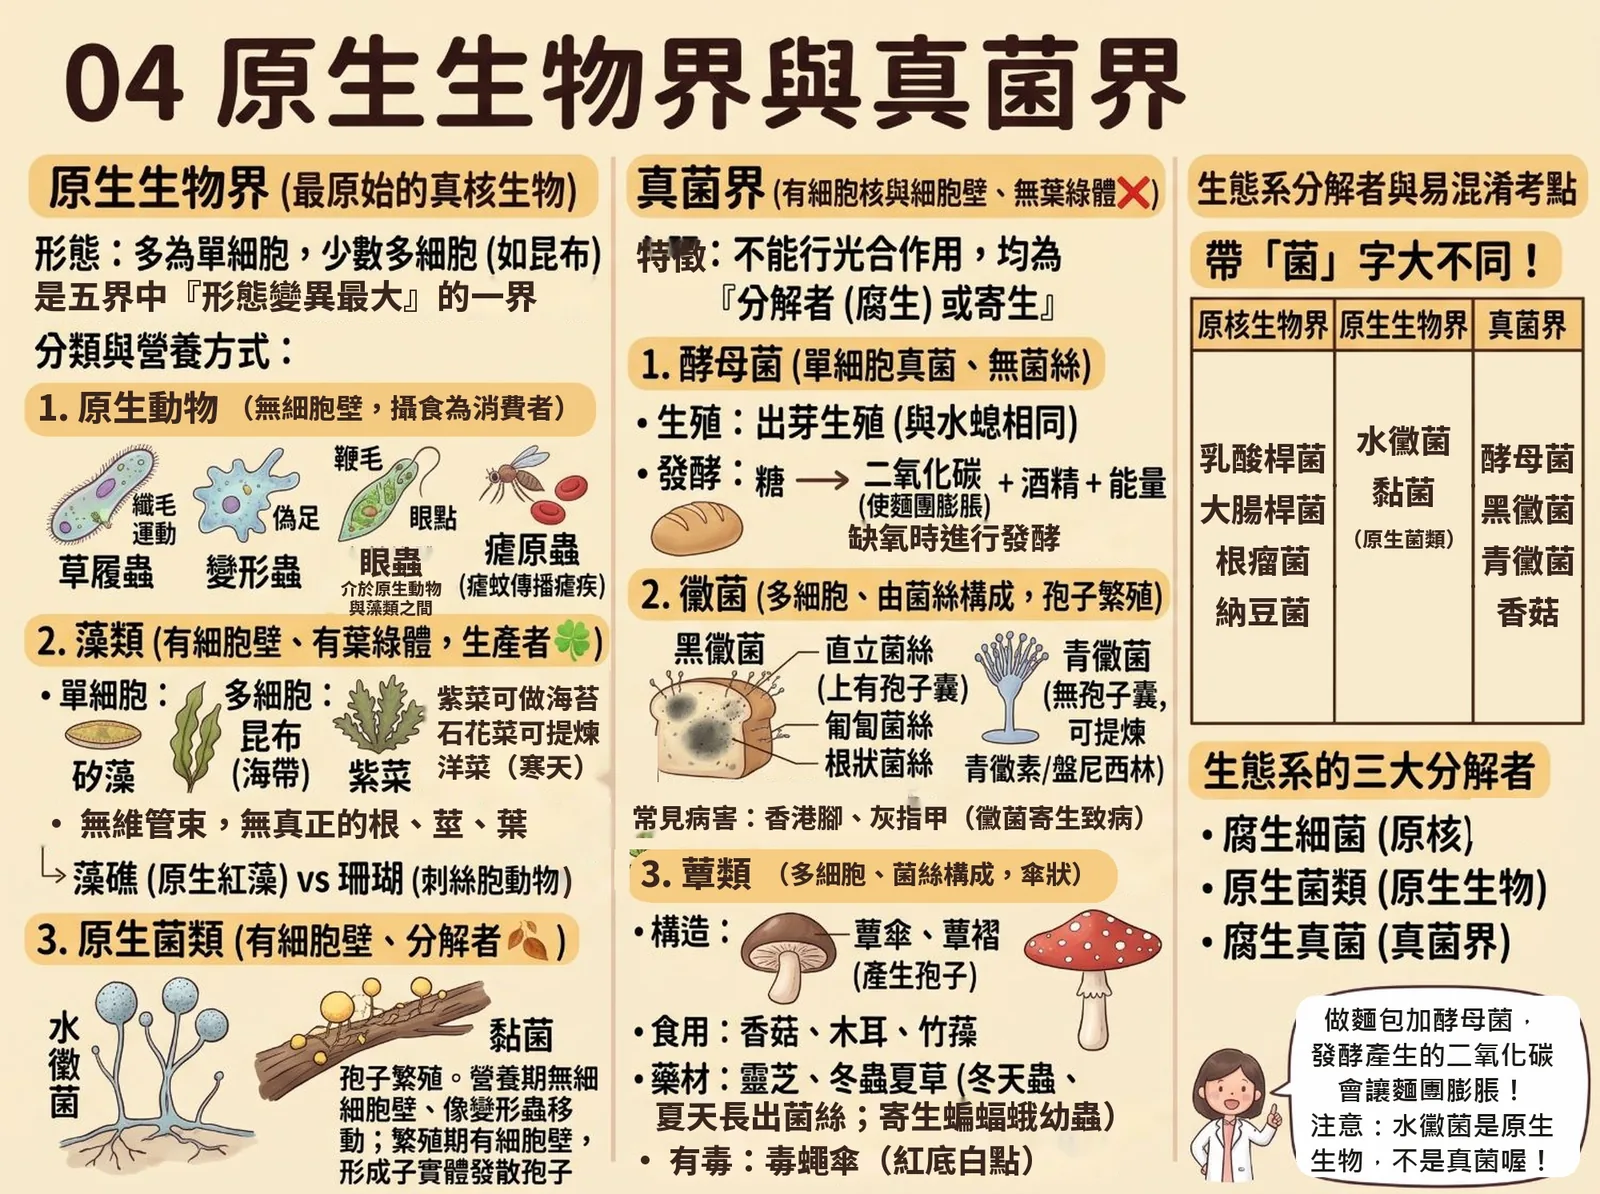 04 原生生物界與真菌界
原生生物界 (最原始的真核生物)
形態：多為單細胞，少數多細胞 (如昆布)
是五界中『形態變異最大』的一界
分類與營養方式：
1. 原生動物 （無細胞壁，攝食為消費者）
纖毛
運動
草履蟲
偽足
變形蟲
鞭毛
眼點
眼蟲
介於原生動物
與藻類之間
瘧原蟲
(瘧蚊傳播瘧疾)
2. 藻類 (有細胞壁、有葉綠體，生產者🍀)
• 單細胞：
矽藻
多細胞：
昆布
(海帶)
紫菜
紫菜可做海苔
石花菜可提煉
洋菜（寒天）
• 無維管束，無真正的根、莖、葉
藻礁 (原生紅藻) vs 珊瑚 (刺絲胞動物)
3. 原生菌類 (有細胞壁、分解者🍂)
水黴菌
黏菌
孢子繁殖。營養期無細
細胞壁、像變形蟲移
動；繁殖期有細胞壁，
形成子實體發散孢子
真菌界 (有細胞核與細胞壁、無葉綠體❌)
特徵：不能行光合作用，均為
『分解者 (腐生) 或寄生』
1. 酵母菌 (單細胞真菌、無菌絲)
• 生殖：出芽生殖 (與水螅相同)
• 發酵：糖 → 二氧化碳 + 酒精 + 能量
(使麵團膨脹)
缺氧時進行發酵
2. 黴菌 (多細胞、由菌絲構成，孢子繁殖)
黑黴菌
直立菌絲
(上有孢子囊)
匍匐菌絲
根狀菌絲
青黴菌
(無孢子囊,
可提煉
青黴素/盤尼西林)
常見病害：香港腳、灰指甲（黴菌寄生致病）
3. 蕈類 （多細胞、菌絲構成，傘狀）
• 構造：
蕈傘、蕈褶
(產生孢子)
• 食用：香菇、木耳、竹蓀
• 藥材：靈芝、冬蟲夏草 (冬天蟲、
夏天長出菌絲；寄生蝙蝠蛾幼蟲）
• 有毒：毒蠅傘（紅底白點）
生態系分解者與易混淆考點
帶「菌」字大不同！
原核生物界 原生生物界 真菌界
乳酸桿菌
大腸桿菌
根瘤菌
納豆菌
水黴菌
黏菌
（原生菌類）
酵母菌
黑黴菌
青黴菌
香菇
生態系的三大分解者
• 腐生細菌 (原核)
• 原生菌類 (原生生物)
• 腐生真菌 (真菌界)
做麵包加酵母菌，
發酵產生的二氧化碳
會讓麵團膨脹！
注意：水黴菌是原生
生物，不是真菌喔！